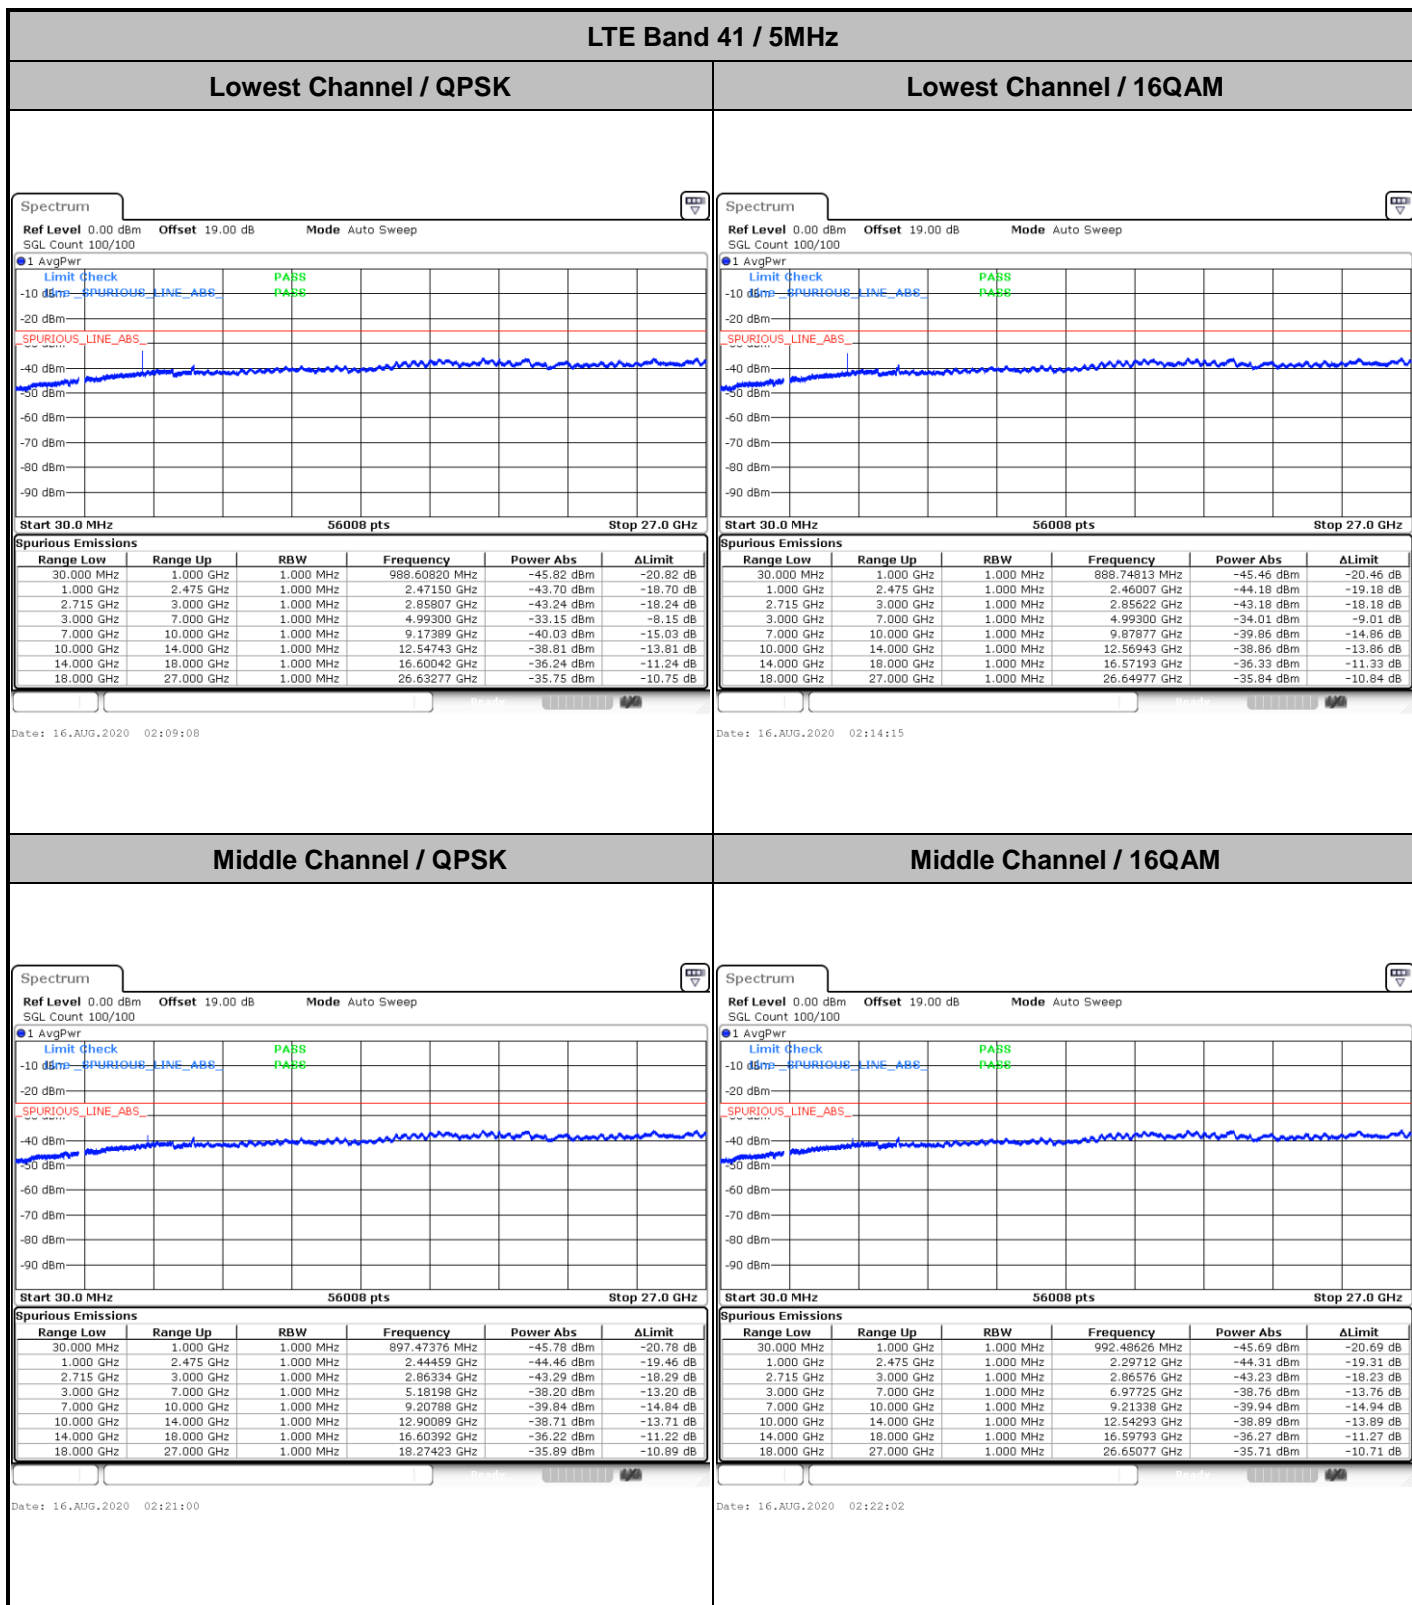 LTE Band 41 / 5MHz
Lowest Channel / QPSK
Lowest Channel / 16QAM
Spectrum
Ref Level 0.00 dBm Offset 19.00 dB Mode Auto Sweep
SGL Count 100/100
1 AvgPwr
Limit Check PASS
Line _SPURIOUS_LINE_ABS_ PASS
-10 dBm
-20 dBm
_SPURIOUS_LINE_ABS_
-40 dBm
-50 dBm
-60 dBm
-70 dBm
-80 dBm
-90 dBm
Start 30.0 MHz 56008 pts Stop 27.0 GHz
Spurious Emissions
Range Low Range Up RBW Frequency Power Abs ΔLimit
30.000 MHz 1.000 GHz 1.000 MHz 988.60820 MHz -45.82 dBm -20.82 dB
1.000 GHz 2.475 GHz 1.000 MHz 2.47150 GHz -43.70 dBm -18.70 dB
2.715 GHz 3.000 GHz 1.000 MHz 2.85807 GHz -43.24 dBm -18.24 dB
3.000 GHz 7.000 GHz 1.000 MHz 4.99300 GHz -33.15 dBm -8.15 dB
7.000 GHz 10.000 GHz 1.000 MHz 9.17389 GHz -40.03 dBm -15.03 dB
10.000 GHz 14.000 GHz 1.000 MHz 12.54743 GHz -38.81 dBm -13.81 dB
14.000 GHz 18.000 GHz 1.000 MHz 16.60042 GHz -36.24 dBm -11.24 dB
18.000 GHz 27.000 GHz 1.000 MHz 26.63277 GHz -35.75 dBm -10.75 dB
Ready
Date: 16.AUG.2020 02:09:08
Spectrum
Ref Level 0.00 dBm Offset 19.00 dB Mode Auto Sweep
SGL Count 100/100
1 AvgPwr
Limit Check PASS
Line _SPURIOUS_LINE_ABS_ PASS
-10 dBm
-20 dBm
_SPURIOUS_LINE_ABS_
-40 dBm
-50 dBm
-60 dBm
-70 dBm
-80 dBm
-90 dBm
Start 30.0 MHz 56008 pts Stop 27.0 GHz
Spurious Emissions
Range Low Range Up RBW Frequency Power Abs ΔLimit
30.000 MHz 1.000 GHz 1.000 MHz 888.74813 MHz -45.46 dBm -20.46 dB
1.000 GHz 2.475 GHz 1.000 MHz 2.46007 GHz -44.18 dBm -19.18 dB
2.715 GHz 3.000 GHz 1.000 MHz 2.85622 GHz -43.18 dBm -18.18 dB
3.000 GHz 7.000 GHz 1.000 MHz 4.99300 GHz -34.01 dBm -9.01 dB
7.000 GHz 10.000 GHz 1.000 MHz 9.87877 GHz -39.86 dBm -14.86 dB
10.000 GHz 14.000 GHz 1.000 MHz 12.56943 GHz -38.86 dBm -13.86 dB
14.000 GHz 18.000 GHz 1.000 MHz 16.57193 GHz -36.33 dBm -11.33 dB
18.000 GHz 27.000 GHz 1.000 MHz 26.64977 GHz -35.84 dBm -10.84 dB
Ready
Date: 16.AUG.2020 02:14:15
Middle Channel / QPSK
Middle Channel / 16QAM
Spectrum
Ref Level 0.00 dBm Offset 19.00 dB Mode Auto Sweep
SGL Count 100/100
1 AvgPwr
Limit Check PASS
Line _SPURIOUS_LINE_ABS_ PASS
-10 dBm
-20 dBm
_SPURIOUS_LINE_ABS_
-40 dBm
-50 dBm
-60 dBm
-70 dBm
-80 dBm
-90 dBm
Start 30.0 MHz 56008 pts Stop 27.0 GHz
Spurious Emissions
Range Low Range Up RBW Frequency Power Abs ΔLimit
30.000 MHz 1.000 GHz 1.000 MHz 897.47376 MHz -45.78 dBm -20.78 dB
1.000 GHz 2.475 GHz 1.000 MHz 2.44459 GHz -44.46 dBm -19.46 dB
2.715 GHz 3.000 GHz 1.000 MHz 2.86334 GHz -43.29 dBm -18.29 dB
3.000 GHz 7.000 GHz 1.000 MHz 5.18198 GHz -38.20 dBm -13.20 dB
7.000 GHz 10.000 GHz 1.000 MHz 9.20788 GHz -39.84 dBm -14.84 dB
10.000 GHz 14.000 GHz 1.000 MHz 12.90089 GHz -38.71 dBm -13.71 dB
14.000 GHz 18.000 GHz 1.000 MHz 16.60392 GHz -36.22 dBm -11.22 dB
18.000 GHz 27.000 GHz 1.000 MHz 18.27423 GHz -35.89 dBm -10.89 dB
Ready
Date: 16.AUG.2020 02:21:00
Spectrum
Ref Level 0.00 dBm Offset 19.00 dB Mode Auto Sweep
SGL Count 100/100
1 AvgPwr
Limit Check PASS
Line _SPURIOUS_LINE_ABS_ PASS
-10 dBm
-20 dBm
_SPURIOUS_LINE_ABS_
-40 dBm
-50 dBm
-60 dBm
-70 dBm
-80 dBm
-90 dBm
Start 30.0 MHz 56008 pts Stop 27.0 GHz
Spurious Emissions
Range Low Range Up RBW Frequency Power Abs ΔLimit
30.000 MHz 1.000 GHz 1.000 MHz 992.48626 MHz -45.69 dBm -20.69 dB
1.000 GHz 2.475 GHz 1.000 MHz 2.29712 GHz -44.31 dBm -19.31 dB
2.715 GHz 3.000 GHz 1.000 MHz 2.86576 GHz -43.23 dBm -18.23 dB
3.000 GHz 7.000 GHz 1.000 MHz 6.97725 GHz -38.76 dBm -13.76 dB
7.000 GHz 10.000 GHz 1.000 MHz 9.21338 GHz -39.94 dBm -14.94 dB
10.000 GHz 14.000 GHz 1.000 MHz 12.54293 GHz -38.89 dBm -13.89 dB
14.000 GHz 18.000 GHz 1.000 MHz 16.59793 GHz -36.27 dBm -11.27 dB
18.000 GHz 27.000 GHz 1.000 MHz 26.65077 GHz -35.71 dBm -10.71 dB
Ready
Date: 16.AUG.2020 02:22:02